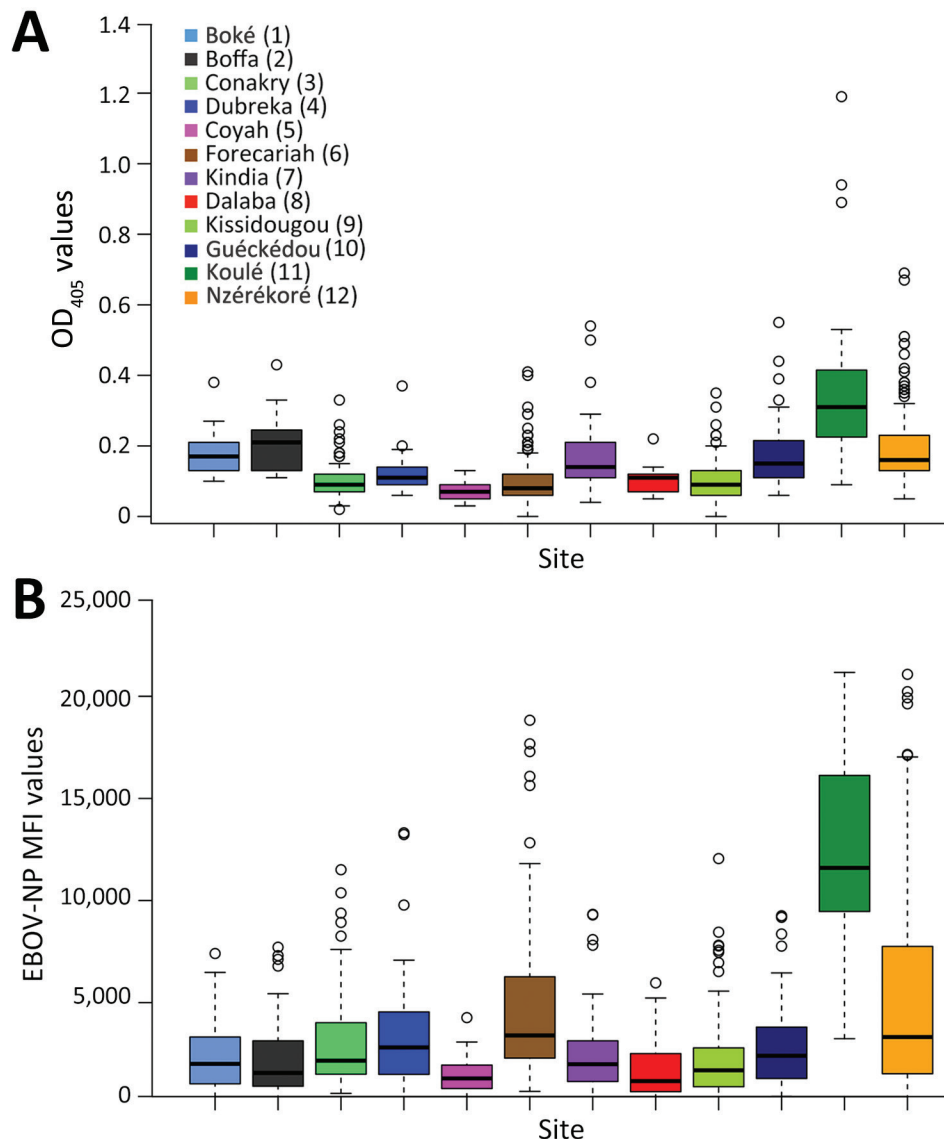 A
1.4
1.2
1.0
0.8
0.6
0.4
0.2
0
OD405 values
Boké (1)
Boffa (2)
Conakry (3)
Dubreka (4)
Coyah (5)
Forecariah (6)
Kindia (7)
Dalaba (8)
Kissidougou (9)
Guéckédou (10)
Koulé (11)
Nzérékoré (12)
Site
B
25,000
20,000
15,000
10,000
5,000
0
EBOV-NP MFI values
Site